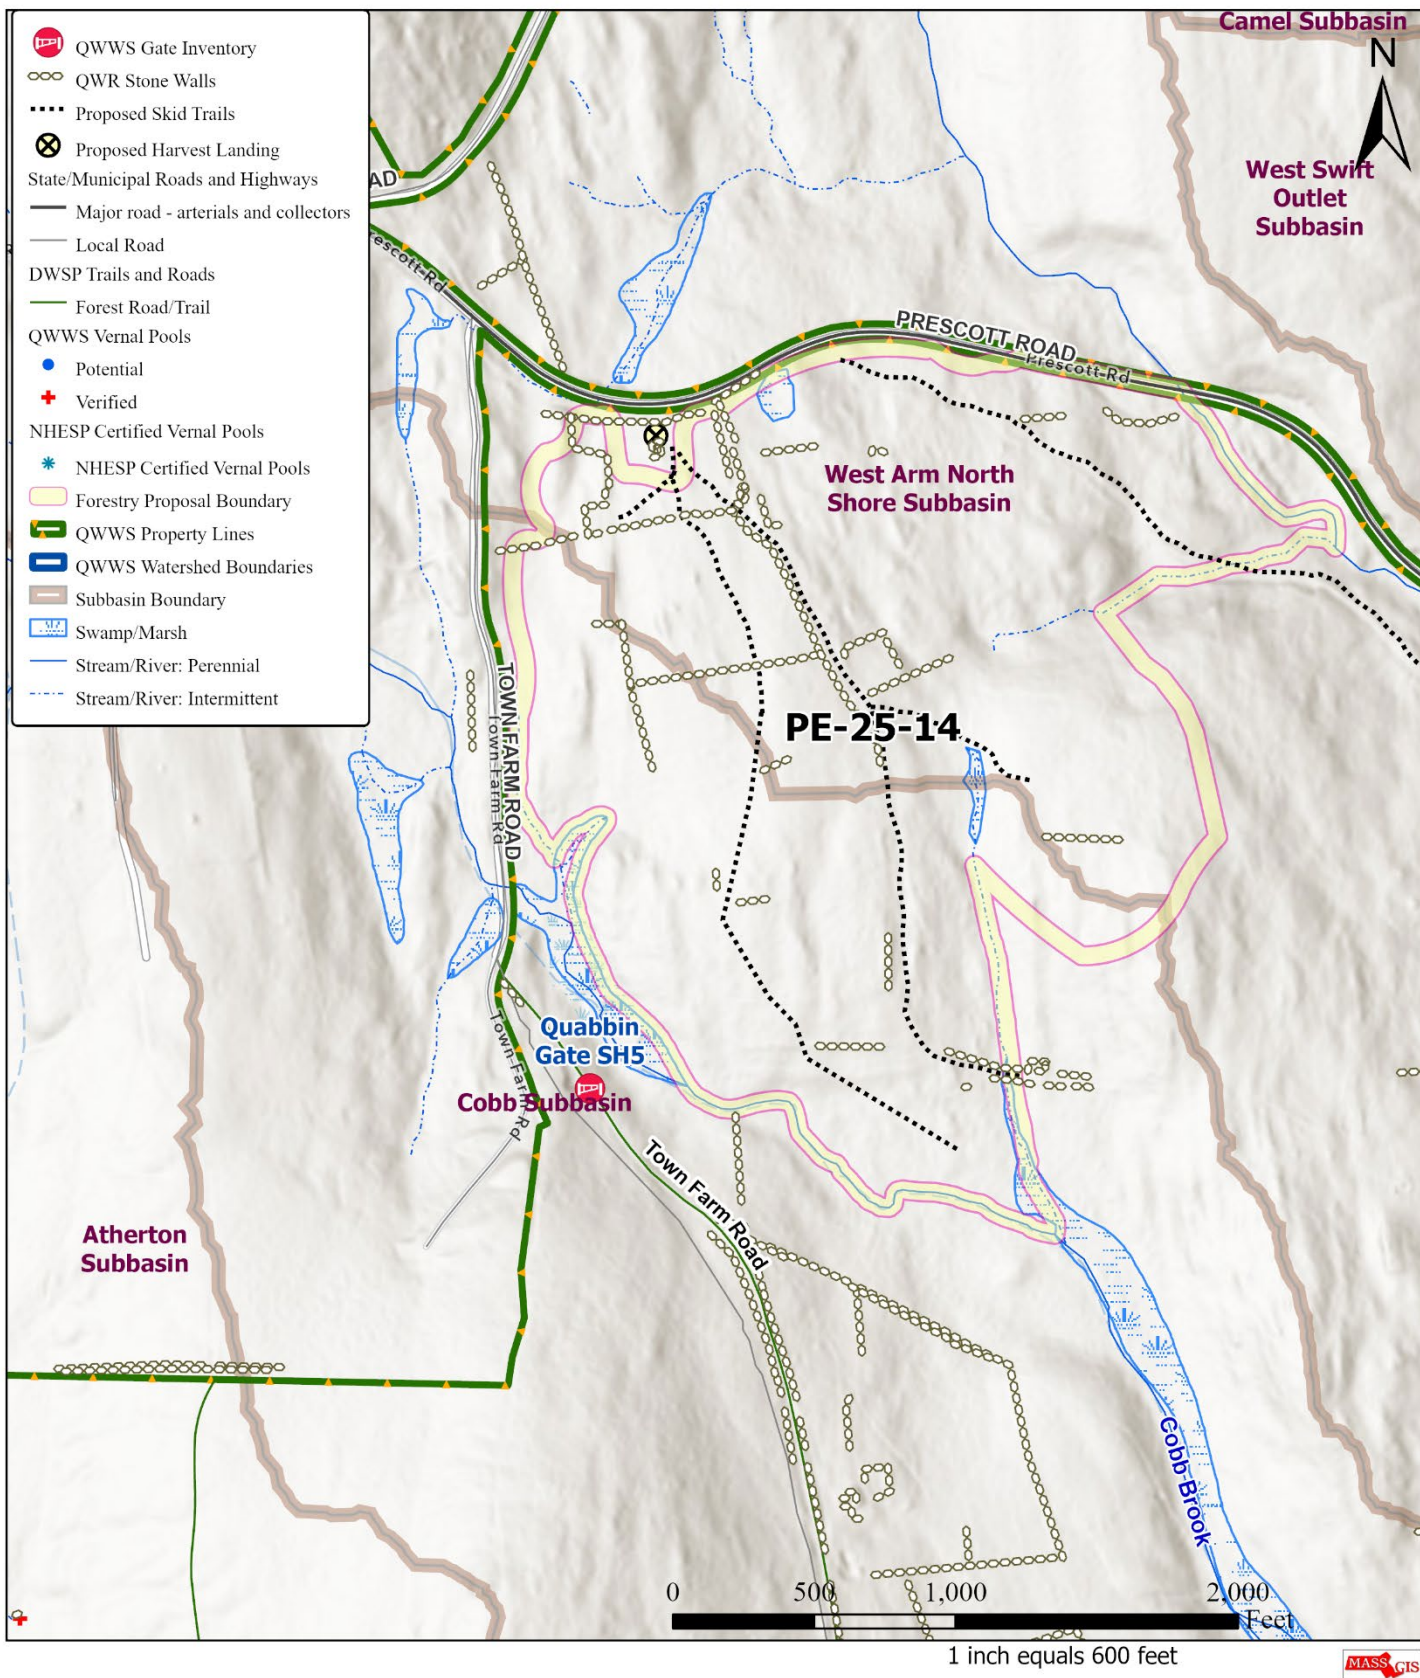 QWWS Gate Inventory
QWR Stone Walls
Proposed Skid Trails
Proposed Harvest Landing
State/Municipal Roads and Highways
Major road - arterials and collectors
Local Road
DWSP Trails and Roads
Forest Road/Trail
QWWS Vernal Pools
Potential
Verified
NHESP Certified Vernal Pools
NHESP Certified Vernal Pools
Forestry Proposal Boundary
QWWS Property Lines
QWWS Watershed Boundaries
Subbasin Boundary
Swamp/Marsh
Stream/River: Perennial
Stream/River: Intermittent
Camel Subbasin
N
West Swift
Outlet
Subbasin
AD
rescott-Rd
PRESCOTT ROAD
Prescott-Rd
West Arm North
Shore Subbasin
PE-25-14
TOWN FARM ROAD
Town-Farm-Rd
Town-Farm-Rd
Quabbin
Gate SH5
Cobb Subbasin
Town Farm Road
Atherton
Subbasin
Cobb Brook
0 500 1,000 2,000
Feet
1 inch equals 600 feet
MASS GIS